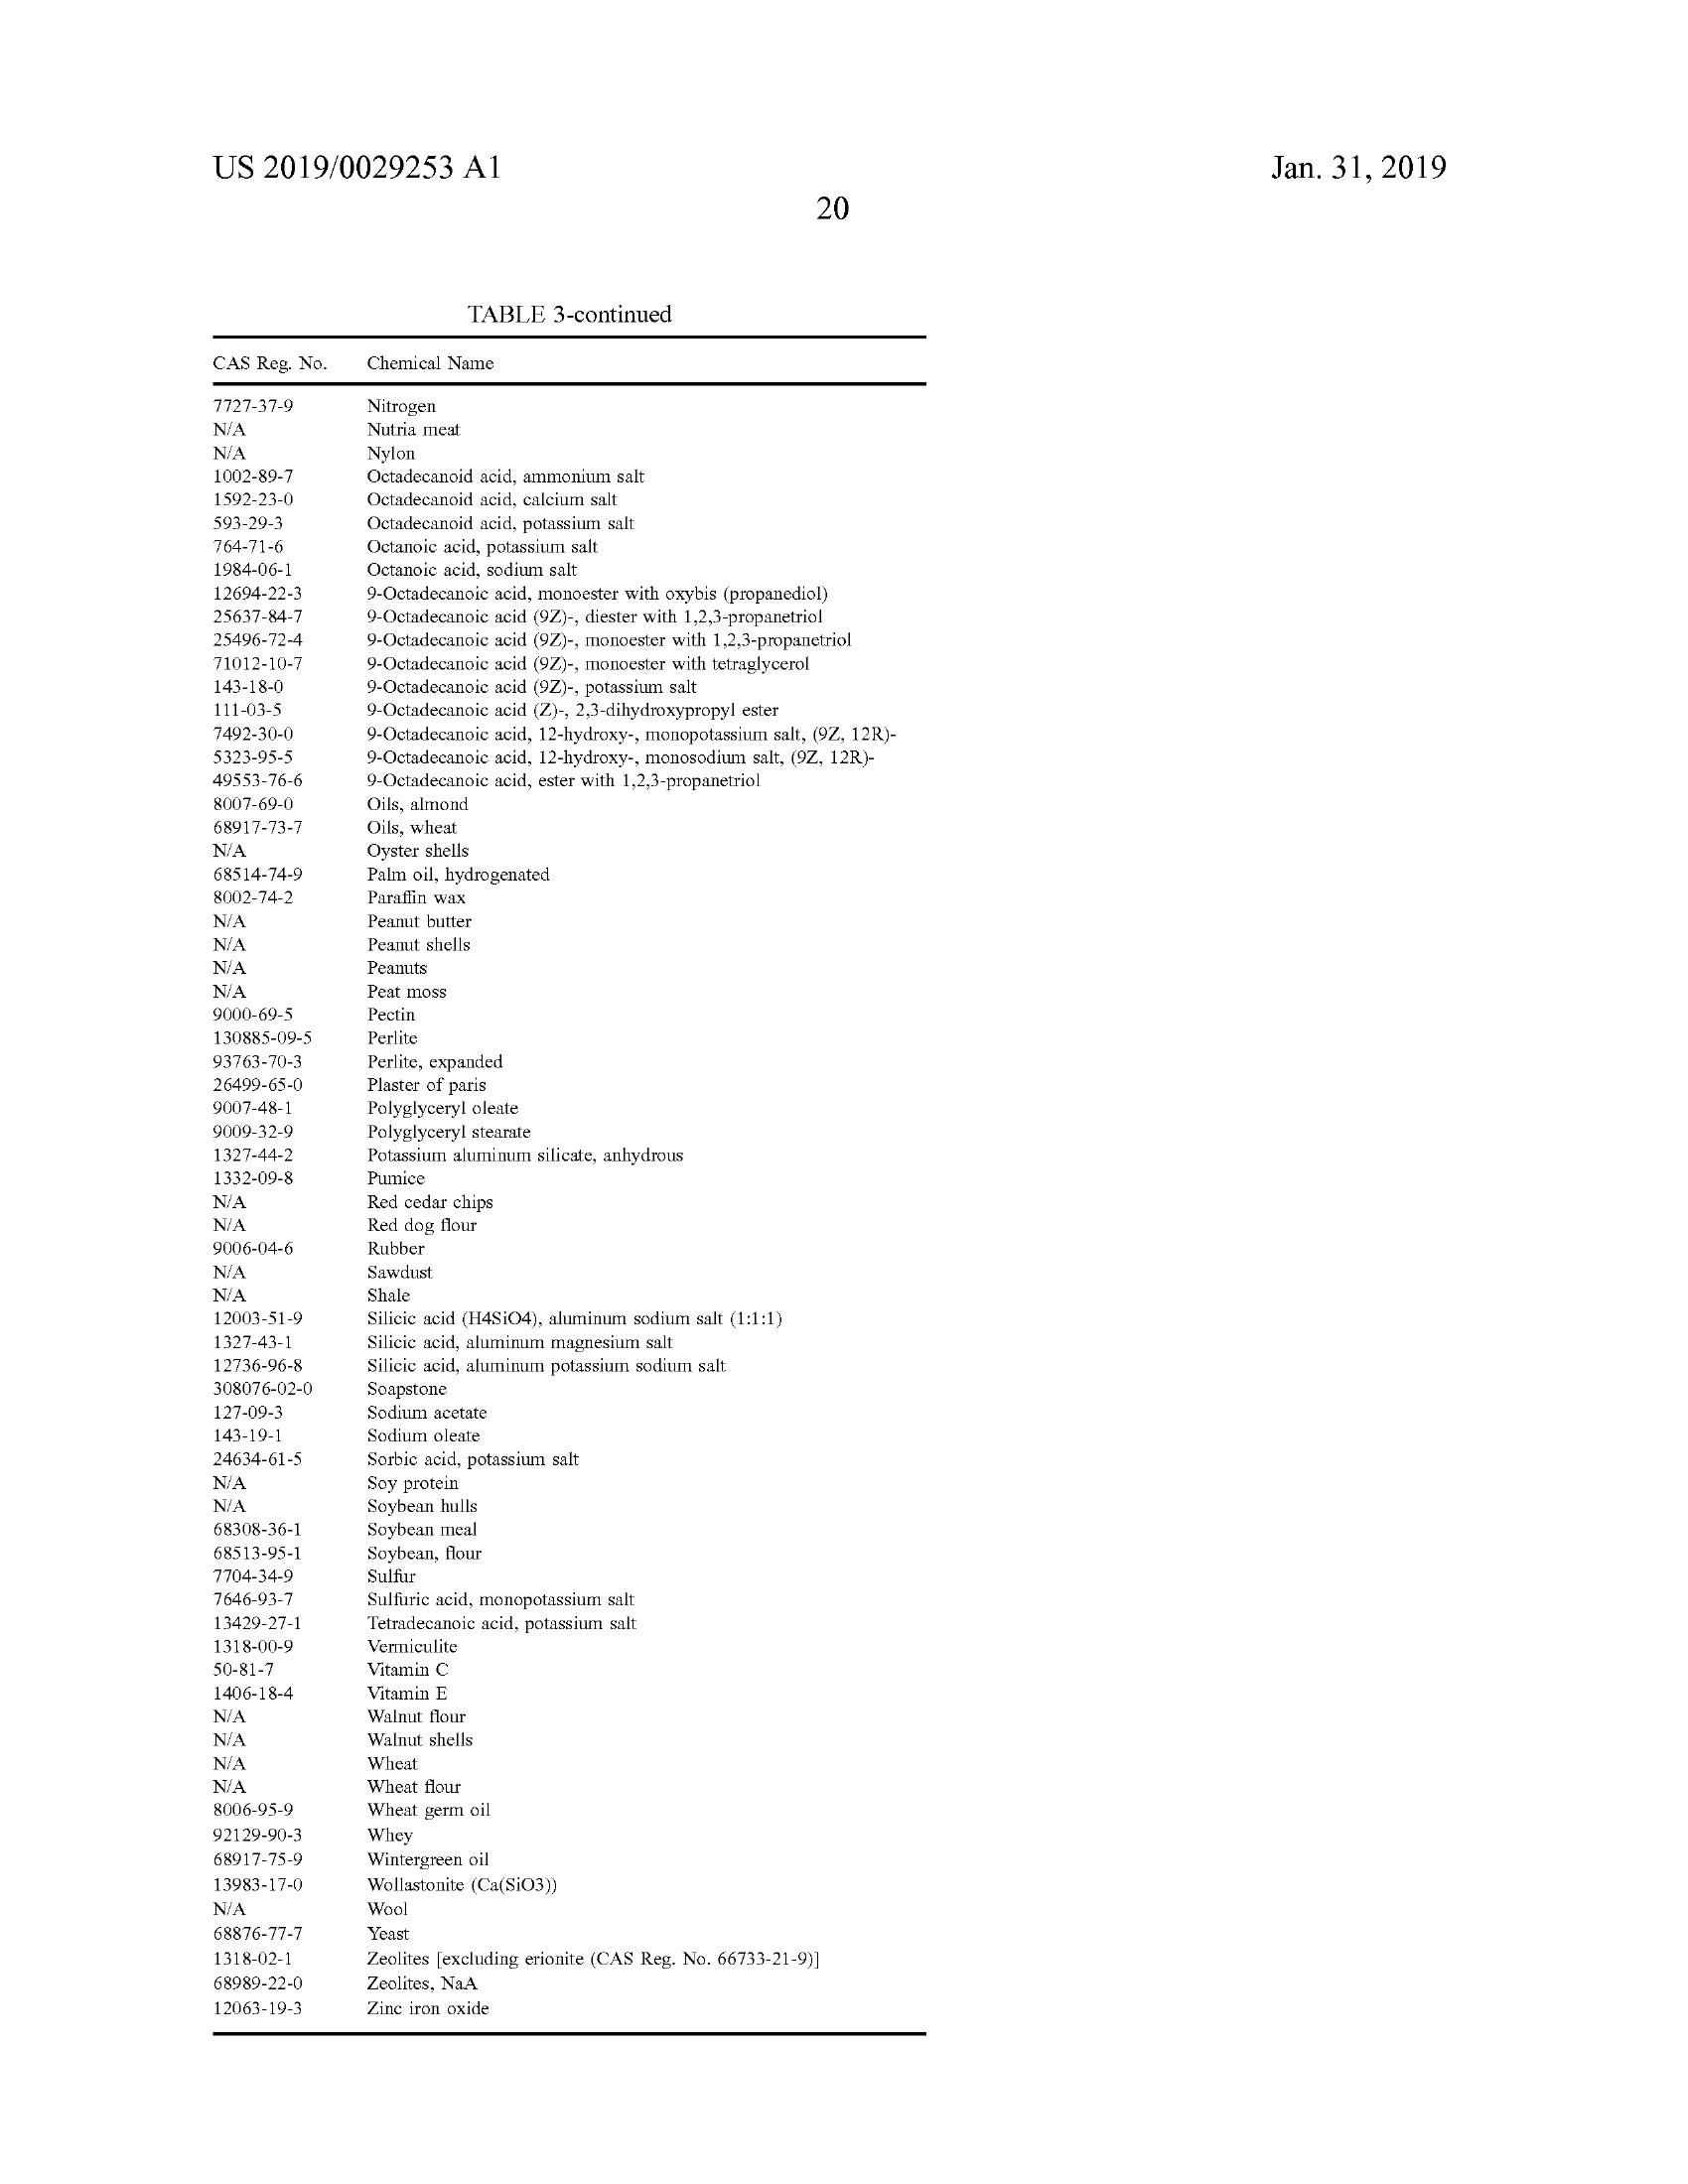 US 2019/0029253 A1 Jan. 31, 2019
20
TABLE 3-continued
CAS Reg. No. Chemical Name
7727-37-9 Nitrogen
N/A Nutria meat
N/A Nylon
1002-89-7 Octadecanoid acid, ammonium salt
1592-23-0 Octadecanoid acid, calcium salt
593-29-3 Octadecanoid acid, potassium salt
764-71-6 Octanoic acid, potassium salt
1984-06-1 Octanoic acid, sodium salt
12694-22-3 9-Octadecanoic acid, monoester with oxybis (propanediol)
25637-84-7 9-Octadecanoic acid (9Z)-, diester with 1,2,3-propanetriol
25496-72-4 9-Octadecanoic acid (9Z)-, monoester with 1,2,3-propanetriol
71012-10-7 9-Octadecanoic acid (9Z)-, monoester with tetraglycerol
143-18-0 9-Octadecanoic acid (9Z)-, potassium salt
111-03-5 9-Octadecanoic acid (Z)-, 2,3-dihydroxypropyl ester
7492-30-0 9-Octadecanoic acid, 12-hydroxy-, monopotassium salt, (9Z, 12R)-
5323-95-5 9-Octadecanoic acid, 12-hydroxy-, monosodium salt, (9Z, 12R)-
49553-76-6 9-Octadecanoic acid, ester with 1,2,3-propanetriol
8007-69-0 Oils, almond
68917-73-7 Oils, wheat
N/A Oyster shells
68514-74-9 Palm oil, hydrogenated
8002-74-2 Paraffin wax
N/A Peanut butter
N/A Peanut shells
N/A Peanuts
N/A Peat moss
9000-69-5 Pectin
130885-09-5 Perlite
93763-70-3 Perlite, expanded
26499-65-0 Plaster of paris
9007-48-1 Polyglyceryl oleate
9009-32-9 Polyglyceryl stearate
1327-44-2 Potassium aluminum silicate, anhydrous
1332-09-8 Pumice
N/A Red cedar chips
N/A Red dog flour
9006-04-6 Rubber
N/A Sawdust
N/A Shale
12003-51-9 Silicic acid (H4SiO4), aluminum sodium salt (1:1:1)
1327-43-1 Silicic acid, aluminum magnesium salt
12736-96-8 Silicic acid, aluminum potassium sodium salt
308076-02-0 Soapstone
127-09-3 Sodium acetate
143-19-1 Sodium oleate
24634-61-5 Sorbic acid, potassium salt
N/A Soy protein
N/A Soybean hulls
68308-36-1 Soybean meal
68513-95-1 Soybean, flour
7704-34-9 Sulfur
7646-93-7 Sulfuric acid, monopotassium salt
13429-27-1 Tetradecanoic acid, potassium salt
1318-00-9 Vermiculite
50-81-7 Vitamin C
1406-18-4 Vitamin E
N/A Walnut flour
N/A Walnut shells
N/A Wheat
N/A Wheat flour
8006-95-9 Wheat germ oil
92129-90-3 Whey
68917-75-9 Wintergreen oil
13983-17-0 Wollastonite (Ca(SiO3))
N/A Wool
68876-77-7 Yeast
1318-02-1 Zeolites [excluding erionite (CAS Reg. No. 66733-21-9)]
68989-22-0 Zeolites, NaA
12063-19-3 Zinc iron oxide